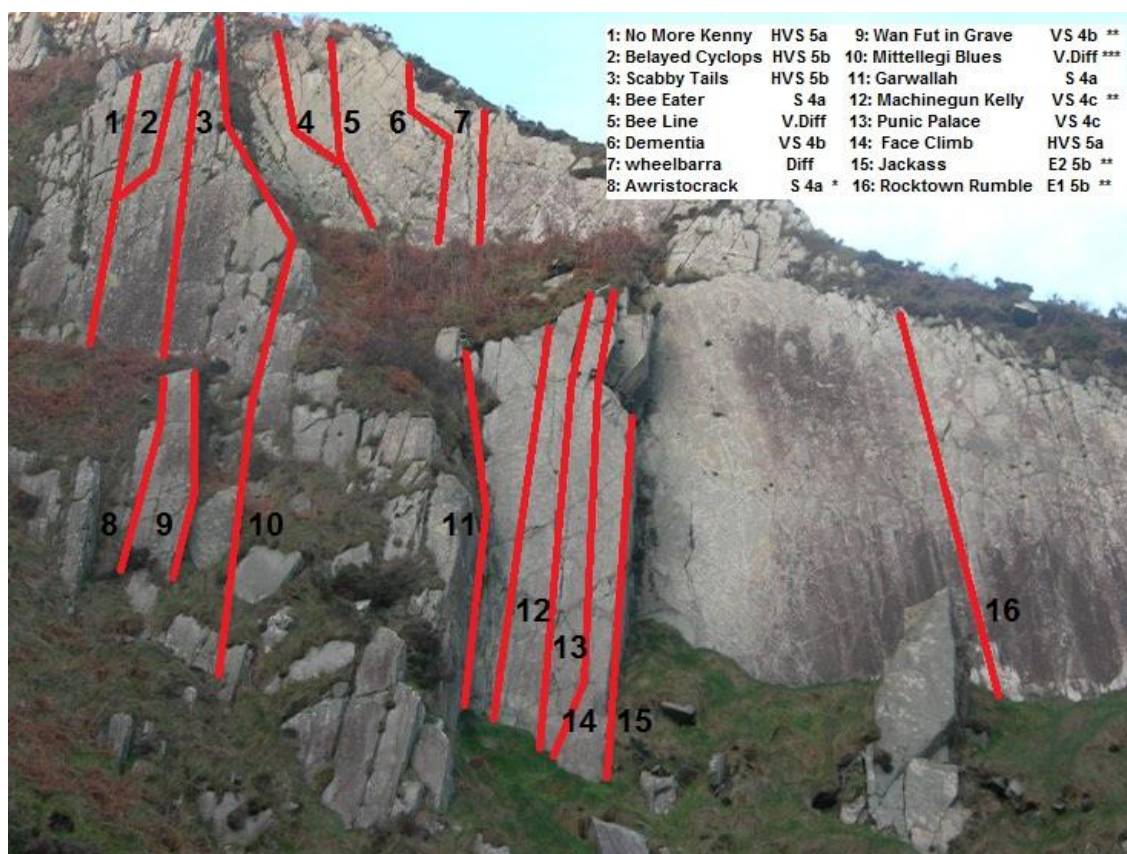 1: No More Kenny HVS 5a 9: Wan Fut in Grave VS 4b **
2: Belayed Cyclops HVS 5b 10: Mittellegi Blues V.Diff ***
3: Scabby Tails HVS 5b 11: Garwallah S 4a
4: Bee Eater S 4a 12: Machinegun Kelly VS 4c **
5: Bee Line V.Diff 13: Punic Palace VS 4c
6: Dementia VS 4b 14: Face Climb HVS 5a
7: wheelbarra Diff 15: Jackass E2 5b **
8: Awristocrack S 4a * 16: Rocktown Rumble E1 5b **
1 2 3 4 5 6 7
8 9 10 11
12 16
13
14 15